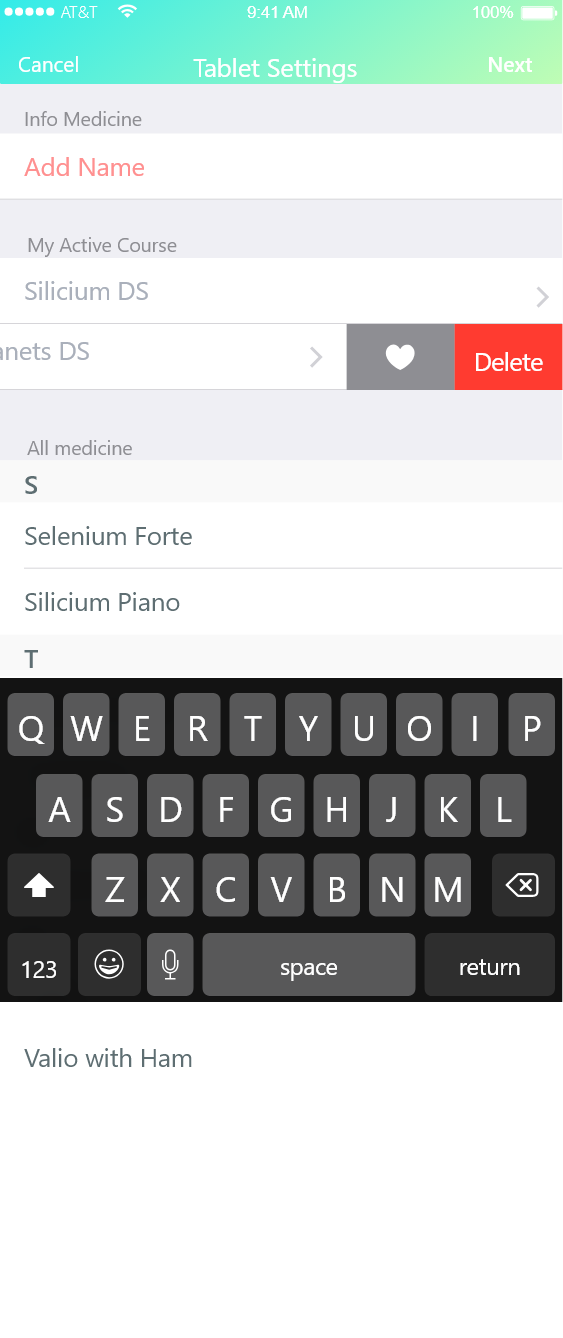 AT&T 9:41 AM 100%
Cancel Tablet Settings Next
Info Medicine
Add Name
My Active Course
Silicium DS
anets DS Delete
All medicine
S
Selenium Forte
Silicium Piano
T
Q W E R T Y U O I P
A S D F G H J K L
Z X C V B N M
123 space return
Valio with Ham